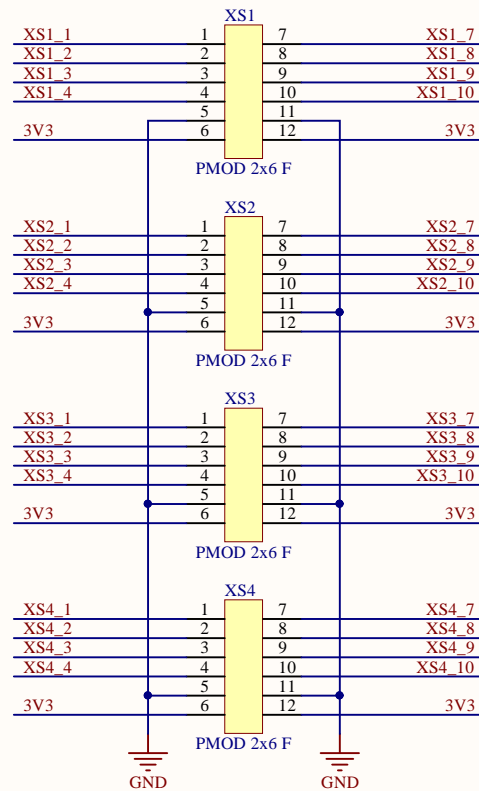 XS1
XS1_1 1 7 XS1_7
XS1_2 2 8 XS1_8
XS1_3 3 9 XS1_9
XS1_4 4 10 XS1_10
5 11
3V3 6 12 3V3
PMOD 2x6 F
XS2
XS2_1 1 7 XS2_7
XS2_2 2 8 XS2_8
XS2_3 3 9 XS2_9
XS2_4 4 10 XS2_10
5 11
3V3 6 12 3V3
PMOD 2x6 F
XS3
XS3_1 1 7 XS3_7
XS3_2 2 8 XS3_8
XS3_3 3 9 XS3_9
XS3_4 4 10 XS3_10
5 11
3V3 6 12 3V3
PMOD 2x6 F
XS4
XS4_1 1 7 XS4_7
XS4_2 2 8 XS4_8
XS4_3 3 9 XS4_9
XS4_4 4 10 XS4_10
5 11
3V3 6 12 3V3
PMOD 2x6 F
GND GND